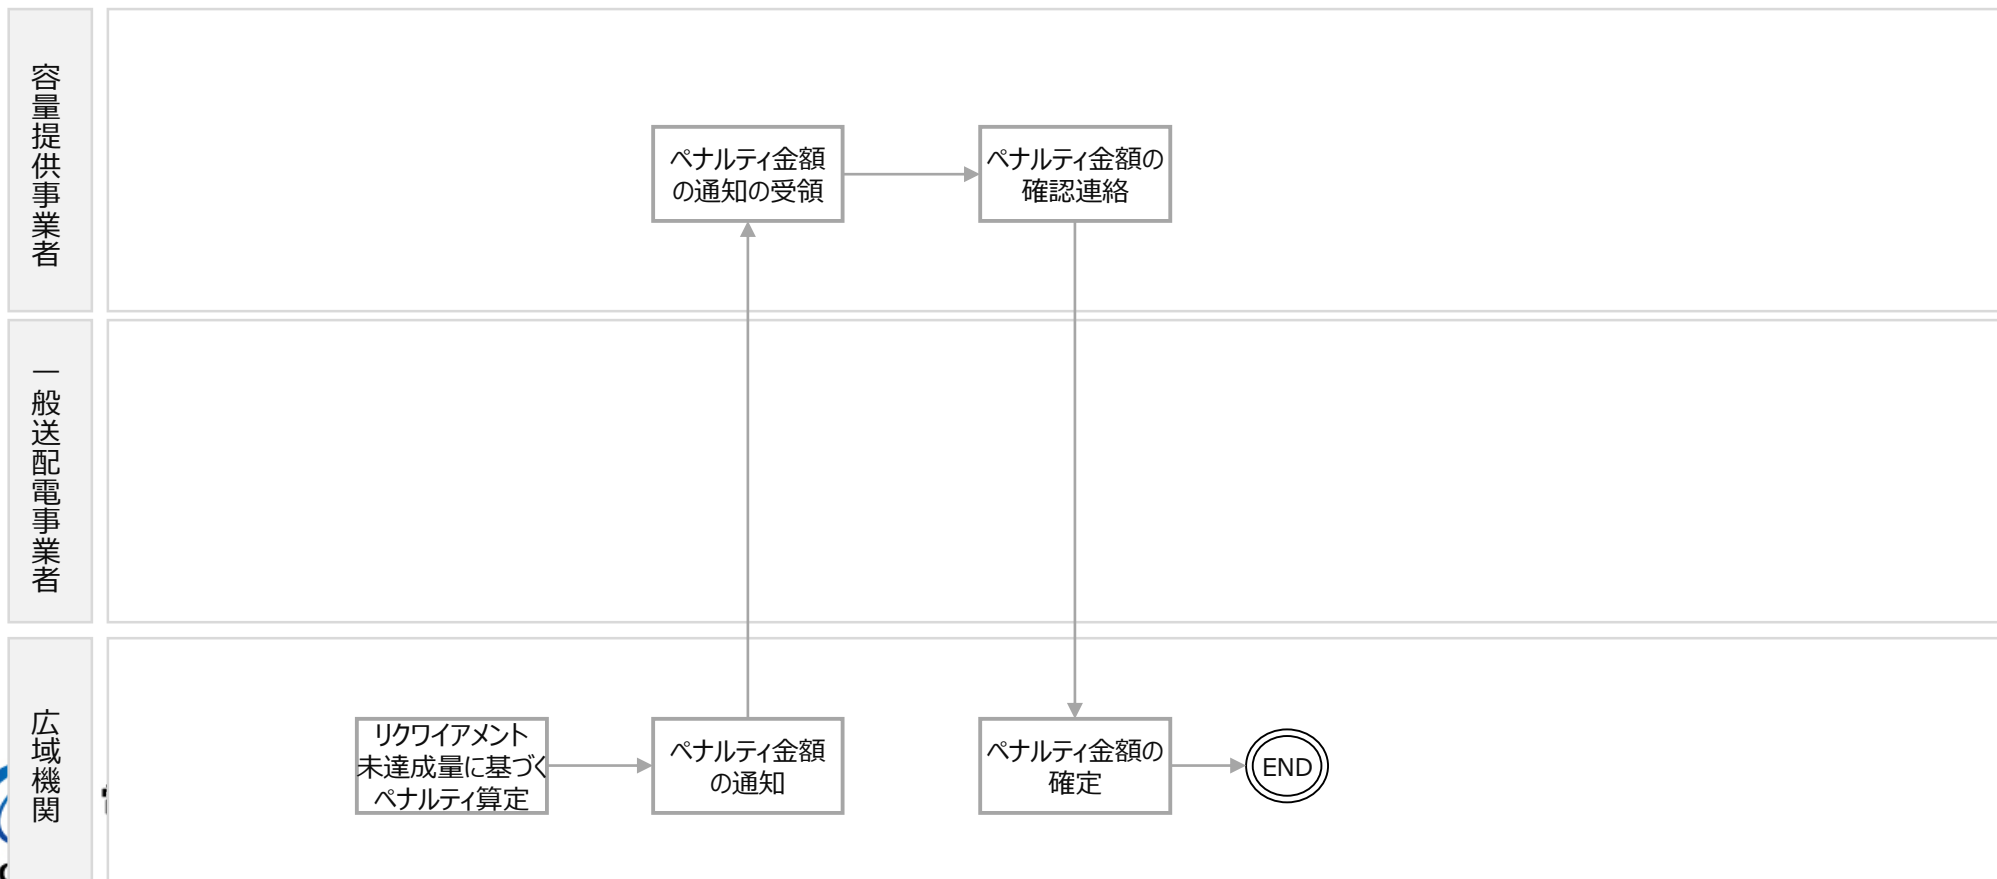 容量提供事業者
ペナルティ金額
の通知の受領
ペナルティ金額の
確認連絡
一般送配電事業者
広域機関
リクワイアメント
未達成量に基づく
ペナルティ算定
ペナルティ金額
の通知
ペナルティ金額の
確定
END